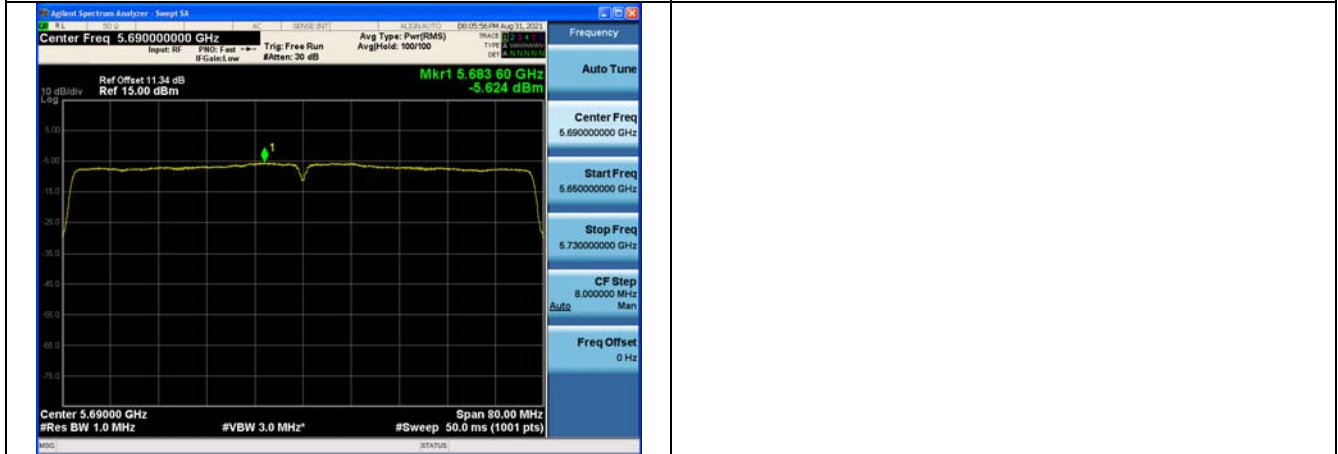 Agilent Spectrum Analyzer - Swept SA
RL 50 Ω AC SENSE:INT ALIGN AUTO 08:05:56 PM Aug 31, 2021
Center Freq 5.690000000 GHz
Input: RF PNO: Fast IFGain:Low
Trig: Free Run #Atten: 30 dB
Avg Type: Pwr(RMS) Avg|Hold: 100/100
TRACE 1 2 3 4 5 6
TYPE A
DET A N N N N N
Ref Offset 11.34 dB
Mkr1 5.683 60 GHz
10 dB/div Ref 15.00 dBm
-5.624 dBm
Log
5.00
1
-5.00
-15.0
-25.0
-35.0
-45.0
-55.0
-65.0
-75.0
Center 5.69000 GHz Span 80.00 MHz
#Res BW 1.0 MHz #VBW 3.0 MHz* #Sweep 50.0 ms (1001 pts)
MSG STATUS
Frequency
Auto Tune
Center Freq
5.690000000 GHz
Start Freq
5.650000000 GHz
Stop Freq
5.730000000 GHz
CF Step
8.000000 MHz
Auto Man
Freq Offset
0 Hz